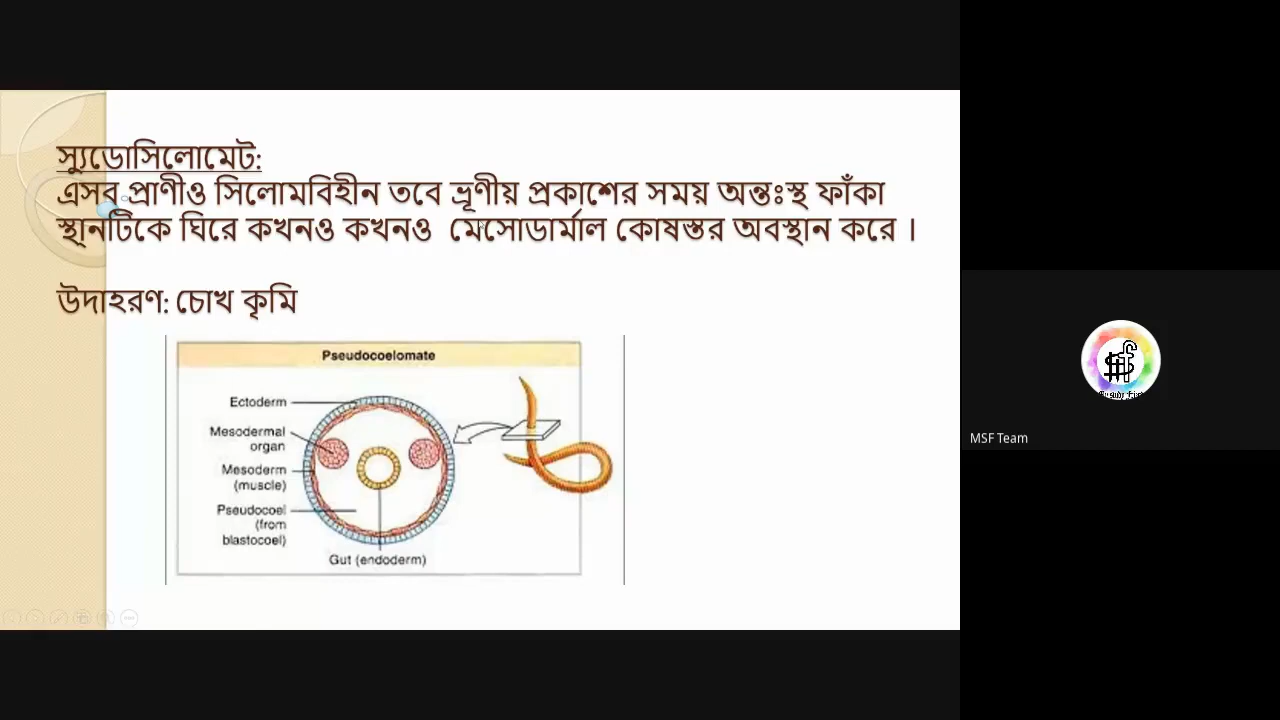 স্যুডোসিলোমেট:
এসব প্রাণীও সিলোমবিহীন তবে ভ্রূণীয় প্রকাশের সময় অন্তঃস্থ ফাঁকা
স্থানটিকে ঘিরে কখনও কখনও মেসোডার্মাল কোষস্তর অবস্থান করে ।
উদাহরণ: চোখ কৃমি
Pseudocoelomate
Ectoderm
Mesodermal
organ
Mesoderm
(muscle)
Pseudocoel
(from
blastocoel)
Gut (endoderm)
MSF Team